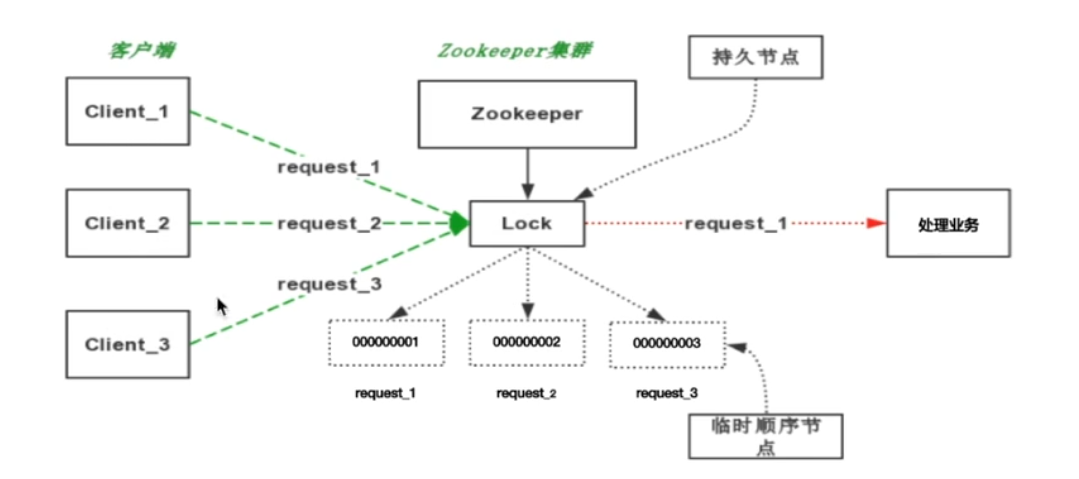 客户端
Zookeeper集群
持久节点
Client_1
Zookeeper
request_1
Client_2
request_2
Lock
request_1
处理业务
request_3
Client_3
000000001
000000002
000000003
request_1
request_2
request_3
临时顺序节
点